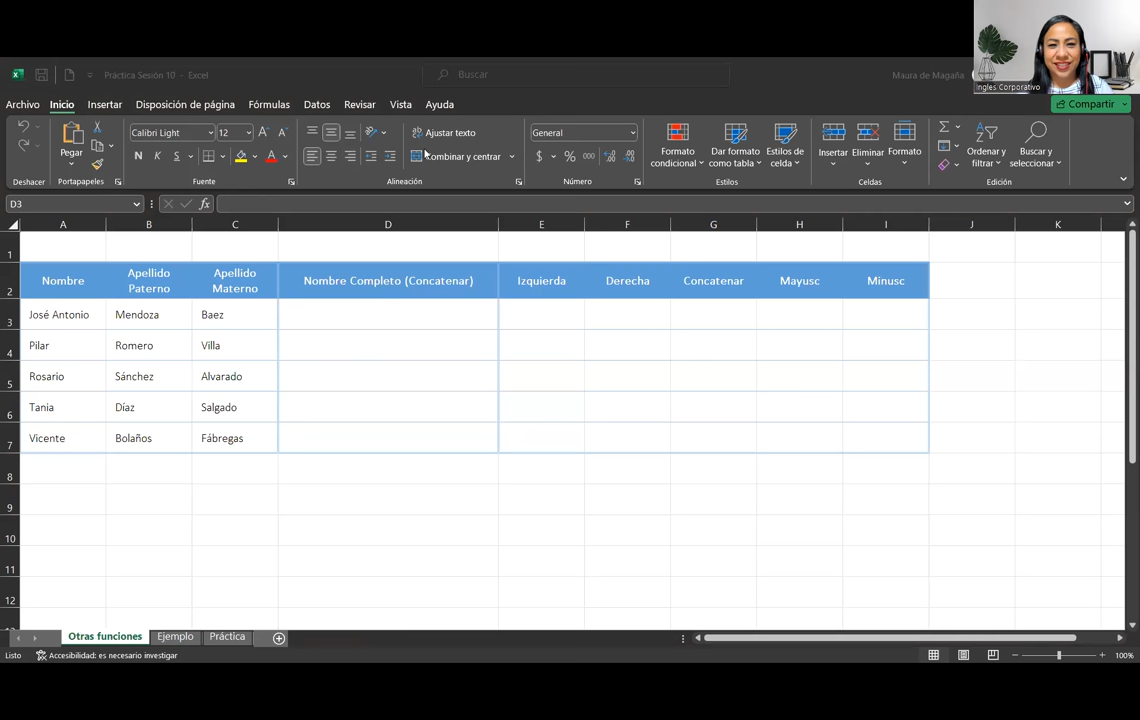 Ingles Corporativo
Práctica Sesión 10 - Excel
Buscar
Maura de Magaña
Archivo Inicio Insertar Disposición de página Fórmulas Datos Revisar Vista Ayuda
Compartir
Calibri Light 12
Ajustar texto
General
Pegar
Combinar y centrar
$ % 000
Formato condicional
Dar formato como tabla
Estilos de celda
Insertar Eliminar Formato
Ordenar y filtrar
Buscar y seleccionar
N K S
Deshacer Portapapeles Fuente Alineación Número Estilos Celdas Edición
D3
fx
A B C D E F G H I J K
1
2 Nombre Apellido Paterno Apellido Materno Nombre Completo (Concatenar) Izquierda Derecha Concatenar Mayusc Minusc
3 José Antonio Mendoza Baez
4 Pilar Romero Villa
5 Rosario Sánchez Alvarado
6 Tania Díaz Salgado
7 Vicente Bolaños Fábregas
8
9
10
11
12
Otras funciones Ejemplo Práctica
Listo Accesibilidad: es necesario investigar
100%